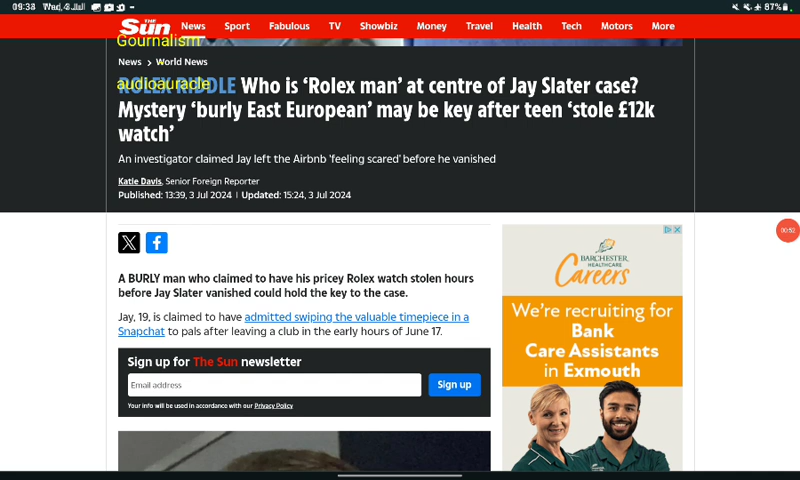 09:38 Wed, 3 Jul
87%
THE
Sun
News Sport Fabulous TV Showbiz Money Travel Health Tech Motors More
Gournalism
News > World News
audioauracle
ROLEX RIDDLE Who is ‘Rolex man’ at centre of Jay Slater case?
Mystery ‘burly East European’ may be key after teen ‘stole £12k
watch’
An investigator claimed Jay left the Airbnb 'feeling scared' before he vanished
Katie Davis, Senior Foreign Reporter
Published: 13:39, 3 Jul 2024 | Updated: 15:24, 3 Jul 2024
00:52
A BURLY man who claimed to have his pricey Rolex watch stolen hours
before Jay Slater vanished could hold the key to the case.
Jay, 19, is claimed to have admitted swiping the valuable timepiece in a
Snapchat to pals after leaving a club in the early hours of June 17.
Sign up for The Sun newsletter
Email address
Sign up
Your info will be used in accordance with our Privacy Policy
BARCHESTER
HEALTHCARE
Careers
We're recruiting for
Bank
Care Assistants
in Exmouth